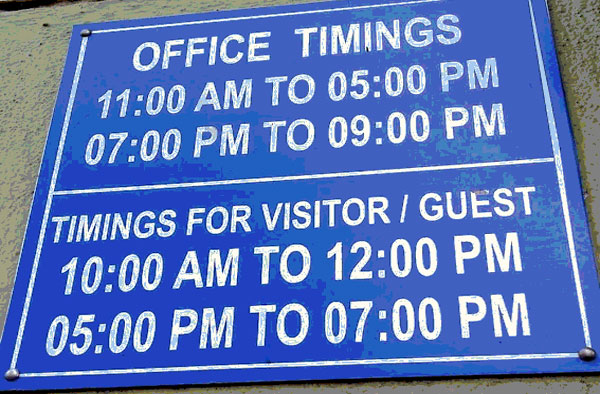 OFFICE TIMINGS
11:00 AM TO 05:00 PM
07:00 PM TO 09:00 PM
TIMINGS FOR VISITOR / GUEST
10:00 AM TO 12:00 PM
05:00 PM TO 07:00 PM